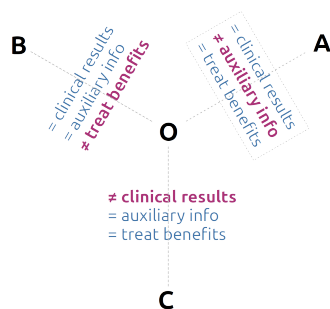 B
= clinical results
= auxiliary info
≠ treat benefits
A
= clinical results
≠ auxiliary info
= treat benefits
O
≠ clinical results
= auxiliary info
= treat benefits
C